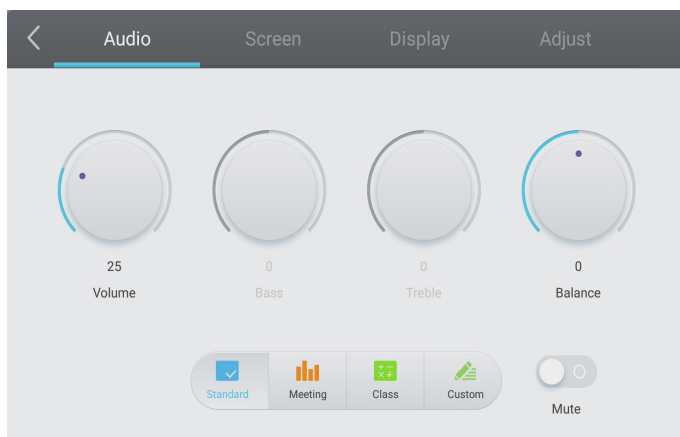 Audio Screen Display Adjust
25 0 0 0
Volume Bass Treble Balance
Standard Meeting Class Custom
Mute